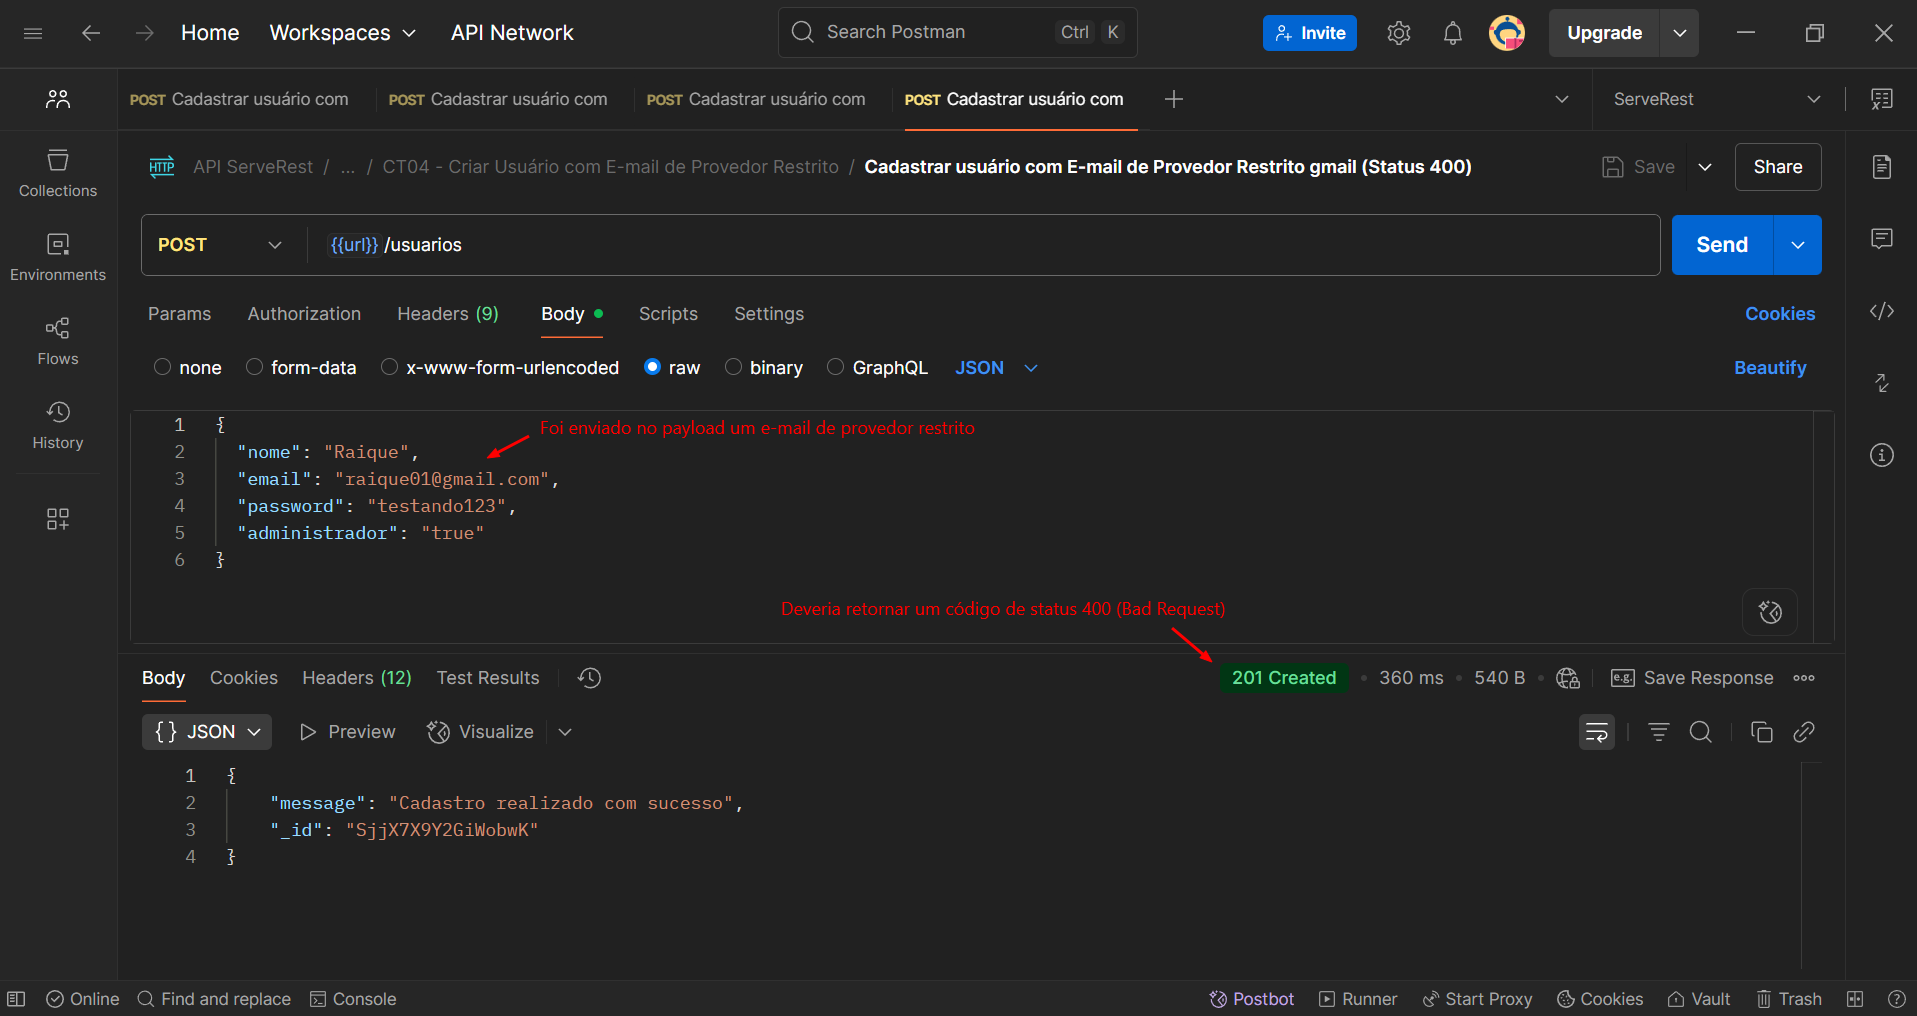 Home Workspaces API Network Search Postman Ctrl K Invite Upgrade
POST Cadastrar usuário com POST Cadastrar usuário com POST Cadastrar usuário com POST Cadastrar usuário com ServeRest
HTTP API ServeRest / ... / CT04 - Criar Usuário com E-mail de Provedor Restrito / Cadastrar usuário com E-mail de Provedor Restrito gmail (Status 400) Save Share
Collections
Environments
Flows
History
POST {{url}} /usuarios Send
Params Authorization Headers (9) Body Scripts Settings Cookies
none form-data x-www-form-urlencoded raw binary GraphQL JSON Beautify
1 {
Foi enviado no payload um e-mail de provedor restrito
2 "nome": "Raique",
3 "email": "raique01@gmail.com",
4 "password": "testando123",
5 "administrador": "true"
6 }
Deveria retornar um código de status 400 (Bad Request)
Body Cookies Headers (12) Test Results 201 Created 360 ms 540 B e.g. Save Response
{} JSON Preview Visualize
1 {
2 "message": "Cadastro realizado com sucesso",
3 "_id": "SjjX7X9Y2GiWobwK"
4 }
Online Find and replace Console Postbot Runner Start Proxy Cookies Vault Trash